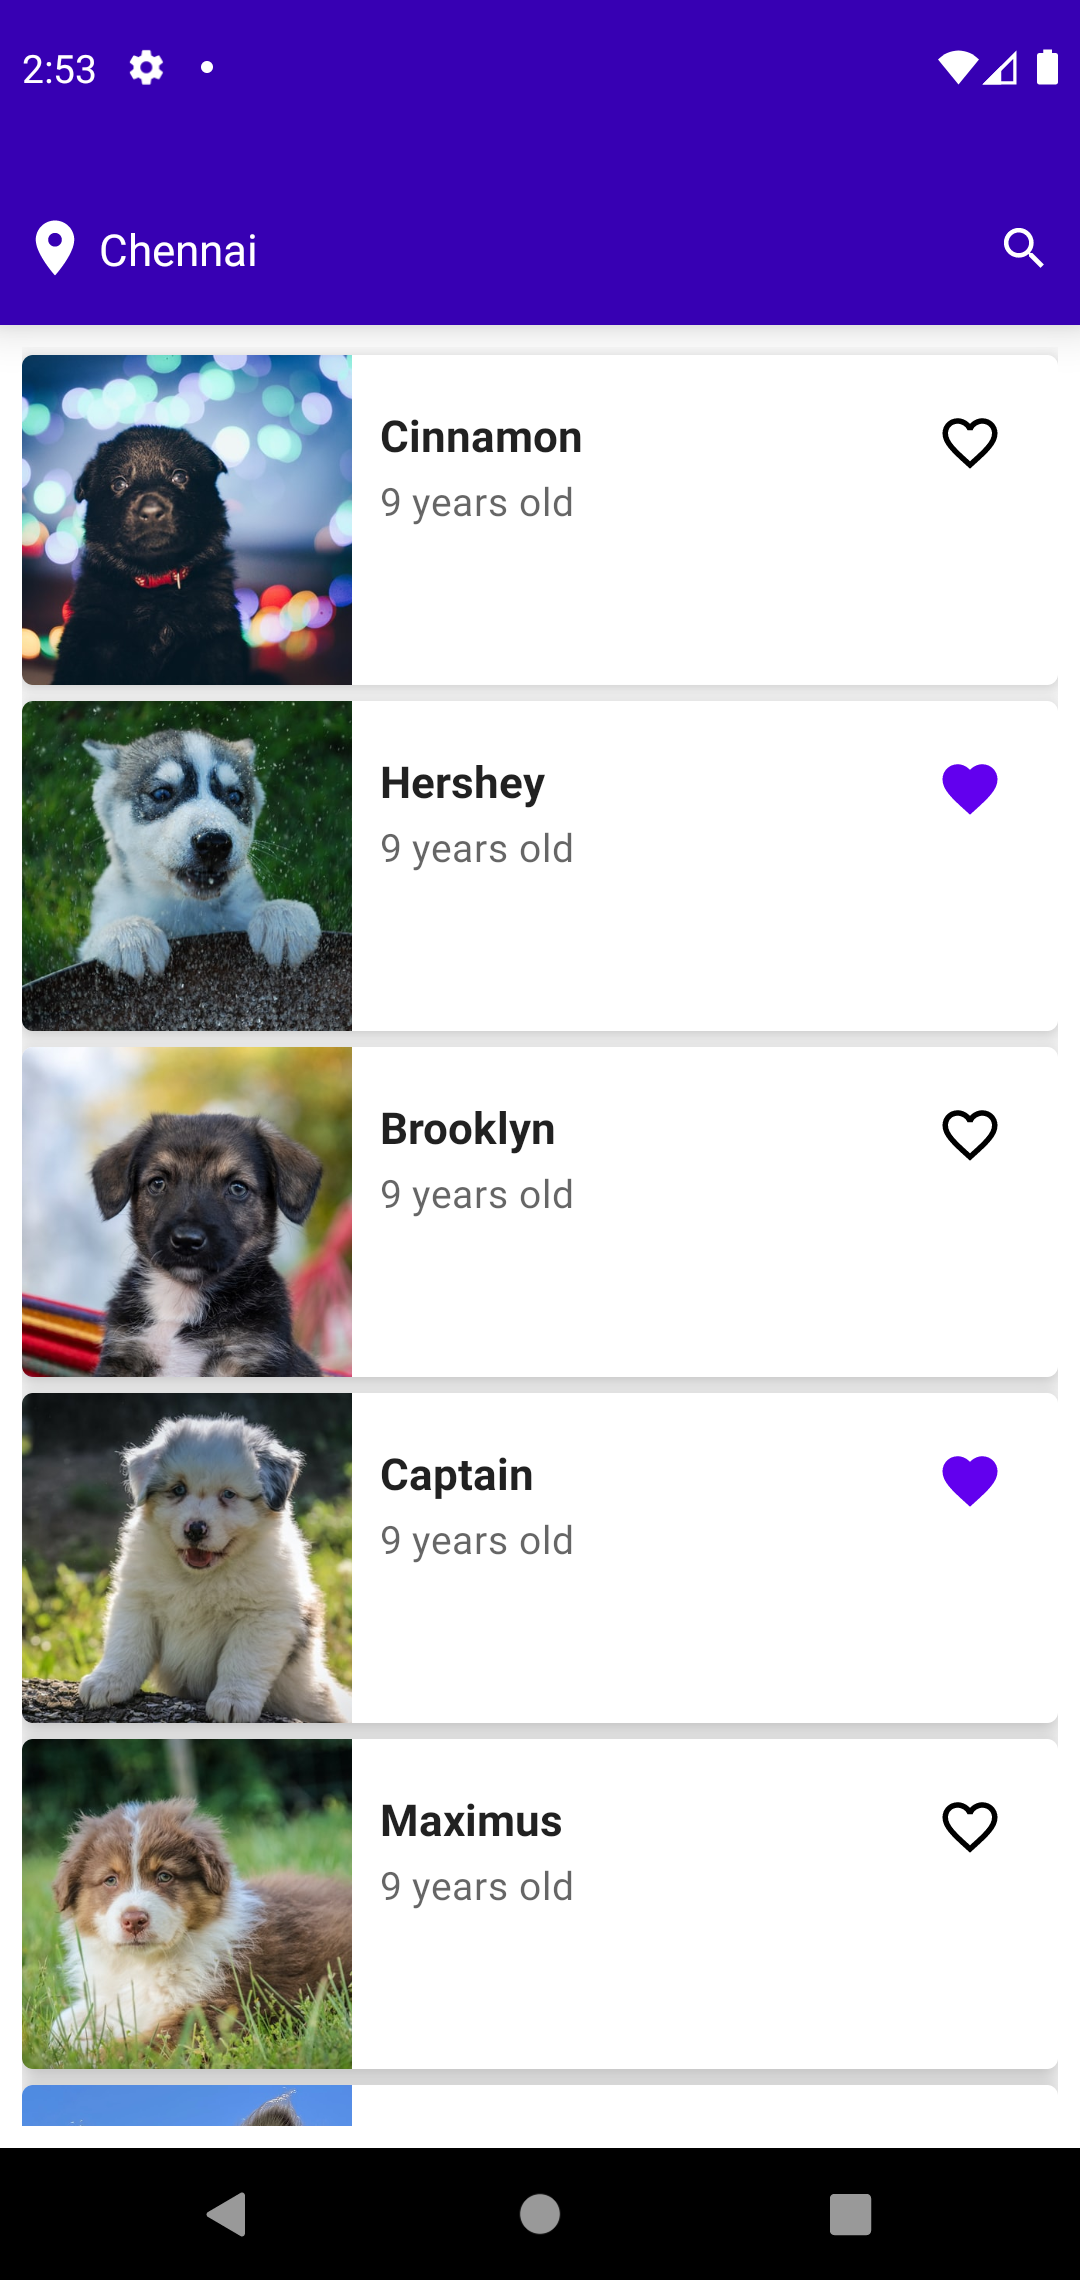 2:53
Chennai
Cinnamon
9 years old
Hershey
9 years old
Brooklyn
9 years old
Captain
9 years old
Maximus
9 years old